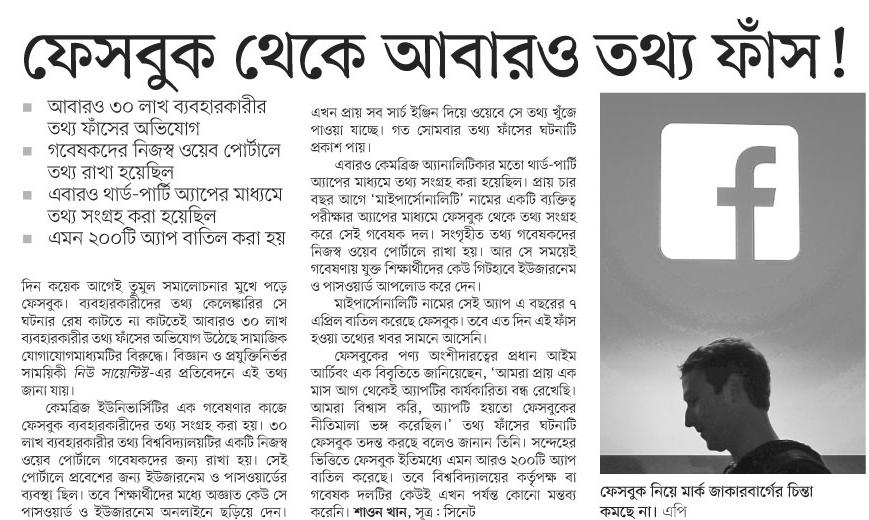 ফেসবুক থেকে আবারও তথ্য ফাঁস!
আবারও ৩০ লাখ ব্যবহারকারীর
তথ্য ফাঁসের অভিযোগ
গবেষকদের নিজস্ব ওয়েব পোর্টালে
তথ্য রাখা হয়েছিল
এবারও থার্ড-পার্টি অ্যাপের মাধ্যমে
তথ্য সংগ্রহ করা হয়েছিল
এমন ২০০টি অ্যাপ বাতিল করা হয়
দিন কয়েক আগেই তুমুল সমালোচনার মুখে পড়ে
ফেসবুক। ব্যবহারকারীদের তথ্য কেলেঙ্কারির সে
ঘটনার রেষ কাটতে না কাটতেই আবারও ৩০ লাখ
ব্যবহারকারীর তথ্য ফাঁসের অভিযোগ উঠেছে সামাজিক
যোগাযোগমাধ্যমটির বিরুদ্ধে। বিজ্ঞান ও প্রযুক্তিনির্ভর
সাময়িকী নিউ সায়েন্টিস্ট-এর প্রতিবেদনে এই তথ্য
জানা যায়।
কেমব্রিজ ইউনিভার্সিটির এক গবেষণার কাজে
ফেসবুক ব্যবহারকারীদের তথ্য সংগ্রহ করা হয়। ৩০
লাখ ব্যবহারকারীর তথ্য বিশ্ববিদ্যালয়টির একটি নিজস্ব
ওয়েব পোর্টালে গবেষকদের জন্য রাখা হয়। সেই
পোর্টালে প্রবেশের জন্য ইউজারনেম ও পাসওয়ার্ডের
ব্যবস্থা ছিল। তবে শিক্ষার্থীদের মধ্যে অজ্ঞাত কেউ সে
পাসওয়ার্ড ও ইউজারনেম অনলাইনে ছড়িয়ে দেন।
এখন প্রায় সব সার্চ ইঞ্জিন দিয়ে ওয়েবে সে তথ্য খুঁজে
পাওয়া যাচ্ছে। গত সোমবার তথ্য ফাঁসের ঘটনাটি
প্রকাশ পায়।
এবারও কেমব্রিজ অ্যানালিটিকার মতো থার্ড-পার্টি
অ্যাপের মাধ্যমে তথ্য সংগ্রহ করা হয়েছিল। প্রায় চার
বছর আগে ‘মাইপার্সোনালিটি’ নামের একটি ব্যক্তিত্ব
পরীক্ষার অ্যাপের মাধ্যমে ফেসবুক থেকে তথ্য সংগ্রহ
করে সেই গবেষক দল। সংগৃহীত তথ্য গবেষকদের
নিজস্ব ওয়েব পোর্টালে রাখা হয়। আর সে সময়েই
গবেষণায় যুক্ত শিক্ষার্থীদের কেউ গিটহাবে ইউজারনেম
ও পাসওয়ার্ড আপলোড করে দেন।
মাইপার্সোনালিটি নামের সেই অ্যাপ এ বছরের ৭
এপ্রিল বাতিল করেছে ফেসবুক। তবে এত দিন এই ফাঁস
হওয়া তথ্যের খবর সামনে আসেনি।
ফেসবুকের পণ্য অংশীদারত্বের প্রধান আইম
আর্চিবং এক বিবৃতিতে জানিয়েছেন, ‘আমরা প্রায় এক
মাস আগ থেকেই অ্যাপটির কার্যকারিতা বন্ধ রেখেছি।
আমরা বিশ্বাস করি, অ্যাপটি হয়তো ফেসবুকের
নীতিমালা ভঙ্গ করেছিল।’ তথ্য ফাঁসের ঘটনাটি
ফেসবুক তদন্ত করছে বলেও জানান তিনি। সন্দেহের
ভিত্তিতে ফেসবুক ইতিমধ্যে এমন আরও ২০০টি অ্যাপ
বাতিল করেছে। তবে বিশ্ববিদ্যালয়ের কর্তৃপক্ষ বা
গবেষক দলটির কেউই এখন পর্যন্ত কোনো মন্তব্য
করেনি। শাওন খান, সূত্র : সিনেট
ফেসবুক নিয়ে মার্ক জাকারবার্গের চিন্তা
কমছে না। এপি